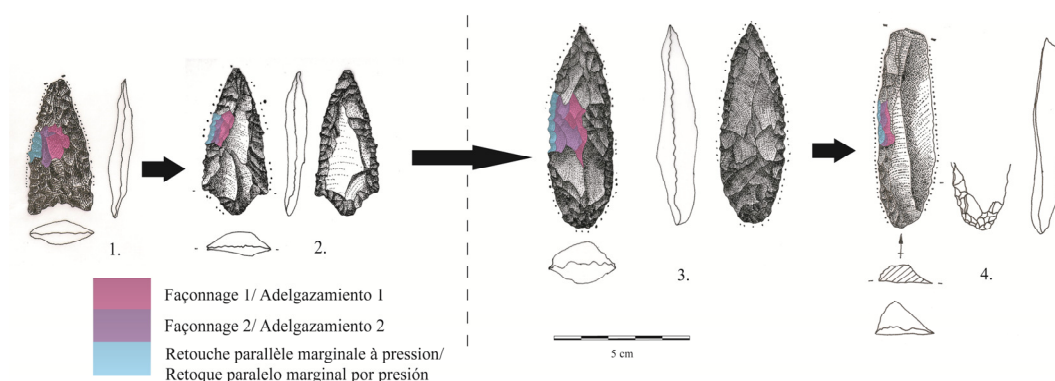 1.
2.
3.
4.
Façonnage 1/ Adelgazamiento 1
Façonnage 2/ Adelgazamiento 2
Retouche parallèle marginale à pression/
Retoque paralelo marginal por presión
5 cm